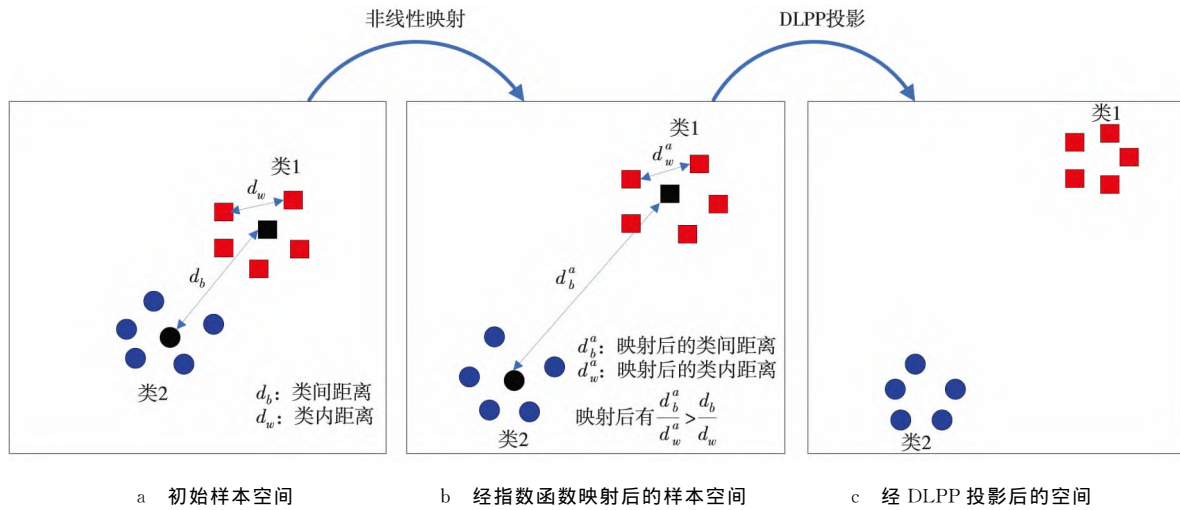 非线性映射
DLPP投影
类1
d_w
d_b
类2
d_b：类间距离
d_w：类内距离
类1
d_w^a
d_b^a
d_b^a：映射后的类间距离
d_w^a：映射后的类内距离
映射后有 d_b^a/d_w^a > d_b/d_w
类2
类1
类2
a 初始样本空间
b 经指数函数映射后的样本空间
c 经 DLPP 投影后的空间